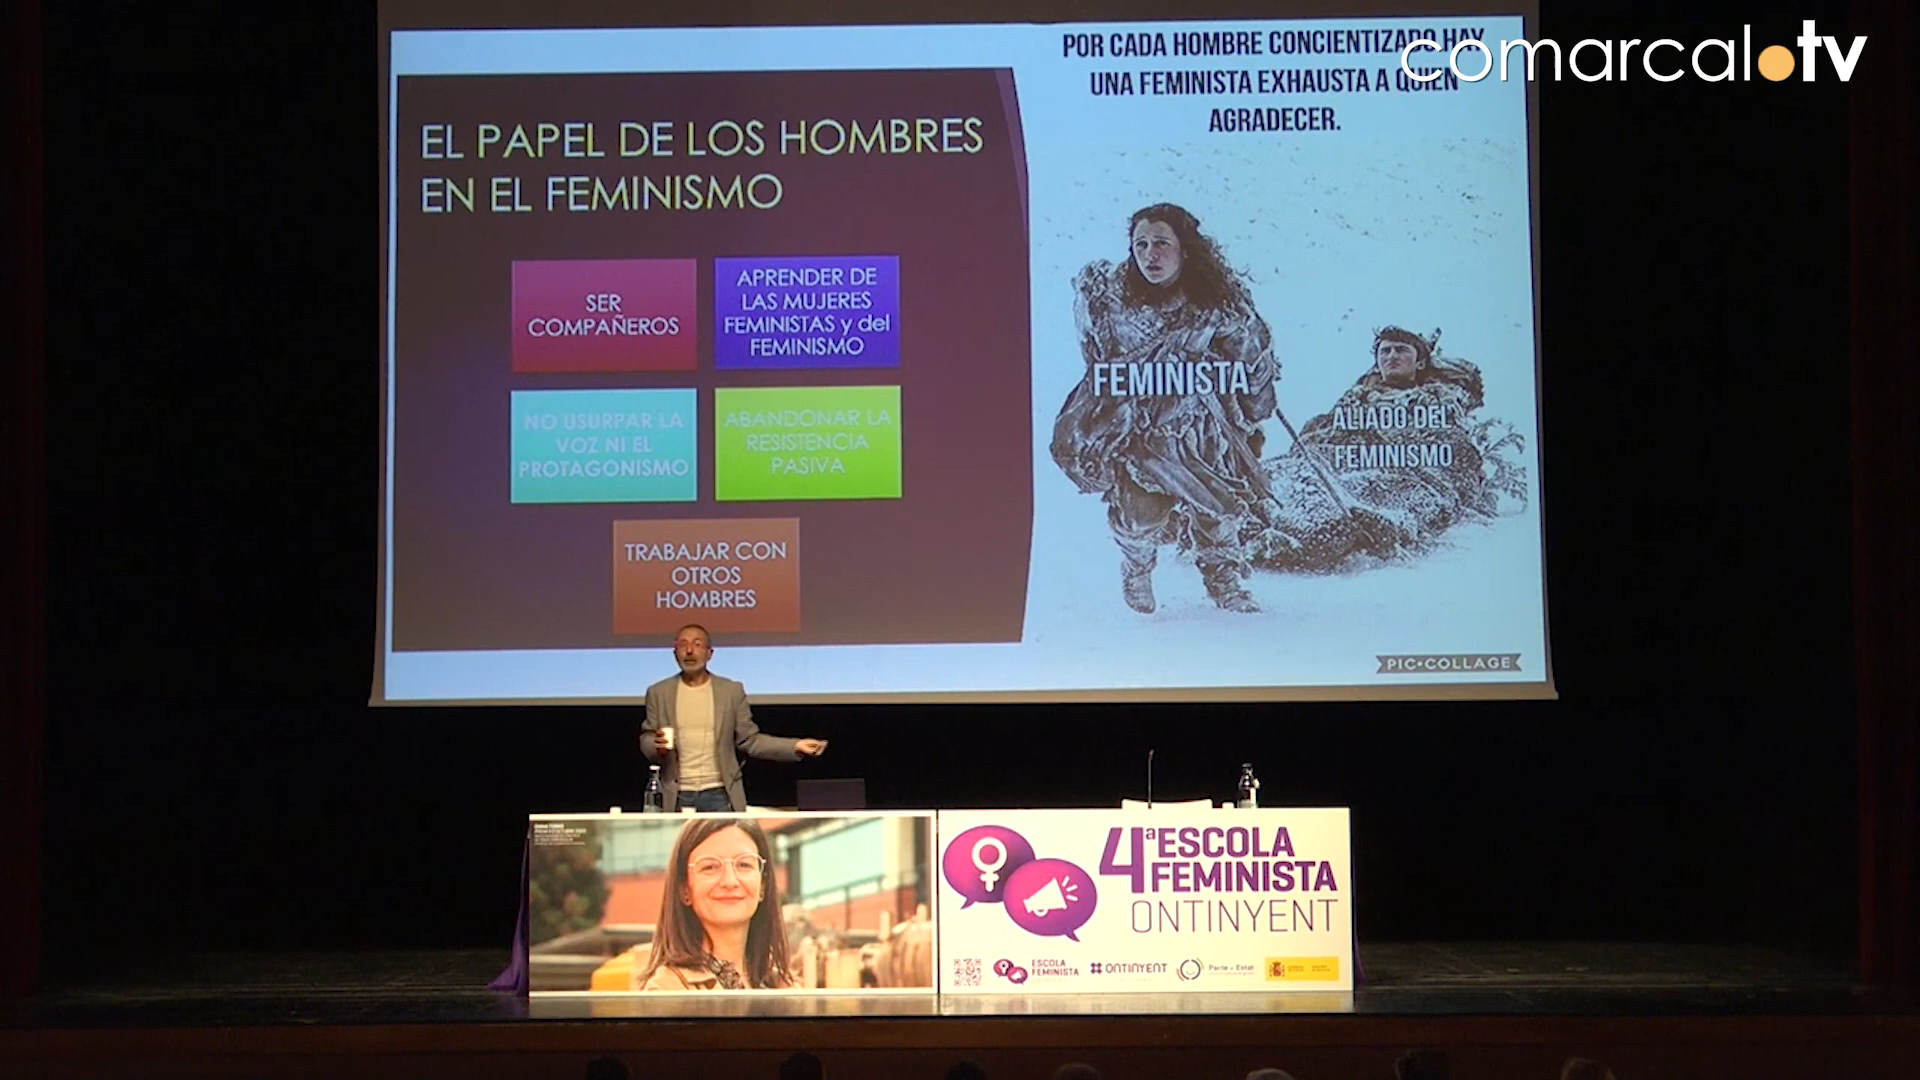 comarcal.tv
POR CADA HOMBRE CONCIENTIZADO HAY
UNA FEMINISTA EXHAUSTA A QUIEN
AGRADECER.
EL PAPEL DE LOS HOMBRES
EN EL FEMINISMO
SER
COMPAÑEROS
APRENDER DE
LAS MUJERES
FEMINISTAS y del
FEMINISMO
NO USURPAR LA
VOZ NI EL
PROTAGONISMO
ABANDONAR LA
RESISTENCIA
PASIVA
TRABAJAR CON
OTROS
HOMBRES
FEMINISTA
ALIADO DEL
FEMINISMO
PIC•COLLAGE
4ª ESCOLA
FEMINISTA
ONTINYENT
ESCOLA
FEMINISTA
ONTINYENT
Pacte d'Estat